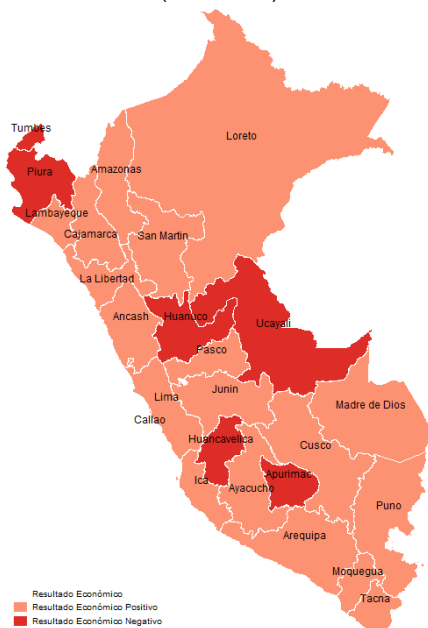 Tumbes
Loreto
Piura
Amazonas
Lambayeque
Cajamarca
San Martin
La Libertad
Ancash
Huanuco
Ucayali
Pasco
Lima
Junin
Madre de Dios
Callao
Huancavelica
Cusco
Ica
Apurimac
Ayacucho
Puno
Arequipa
Moquegua
Tacna
Resultado Económico
Resultado Económico Positivo
Resultado Económico Negativo